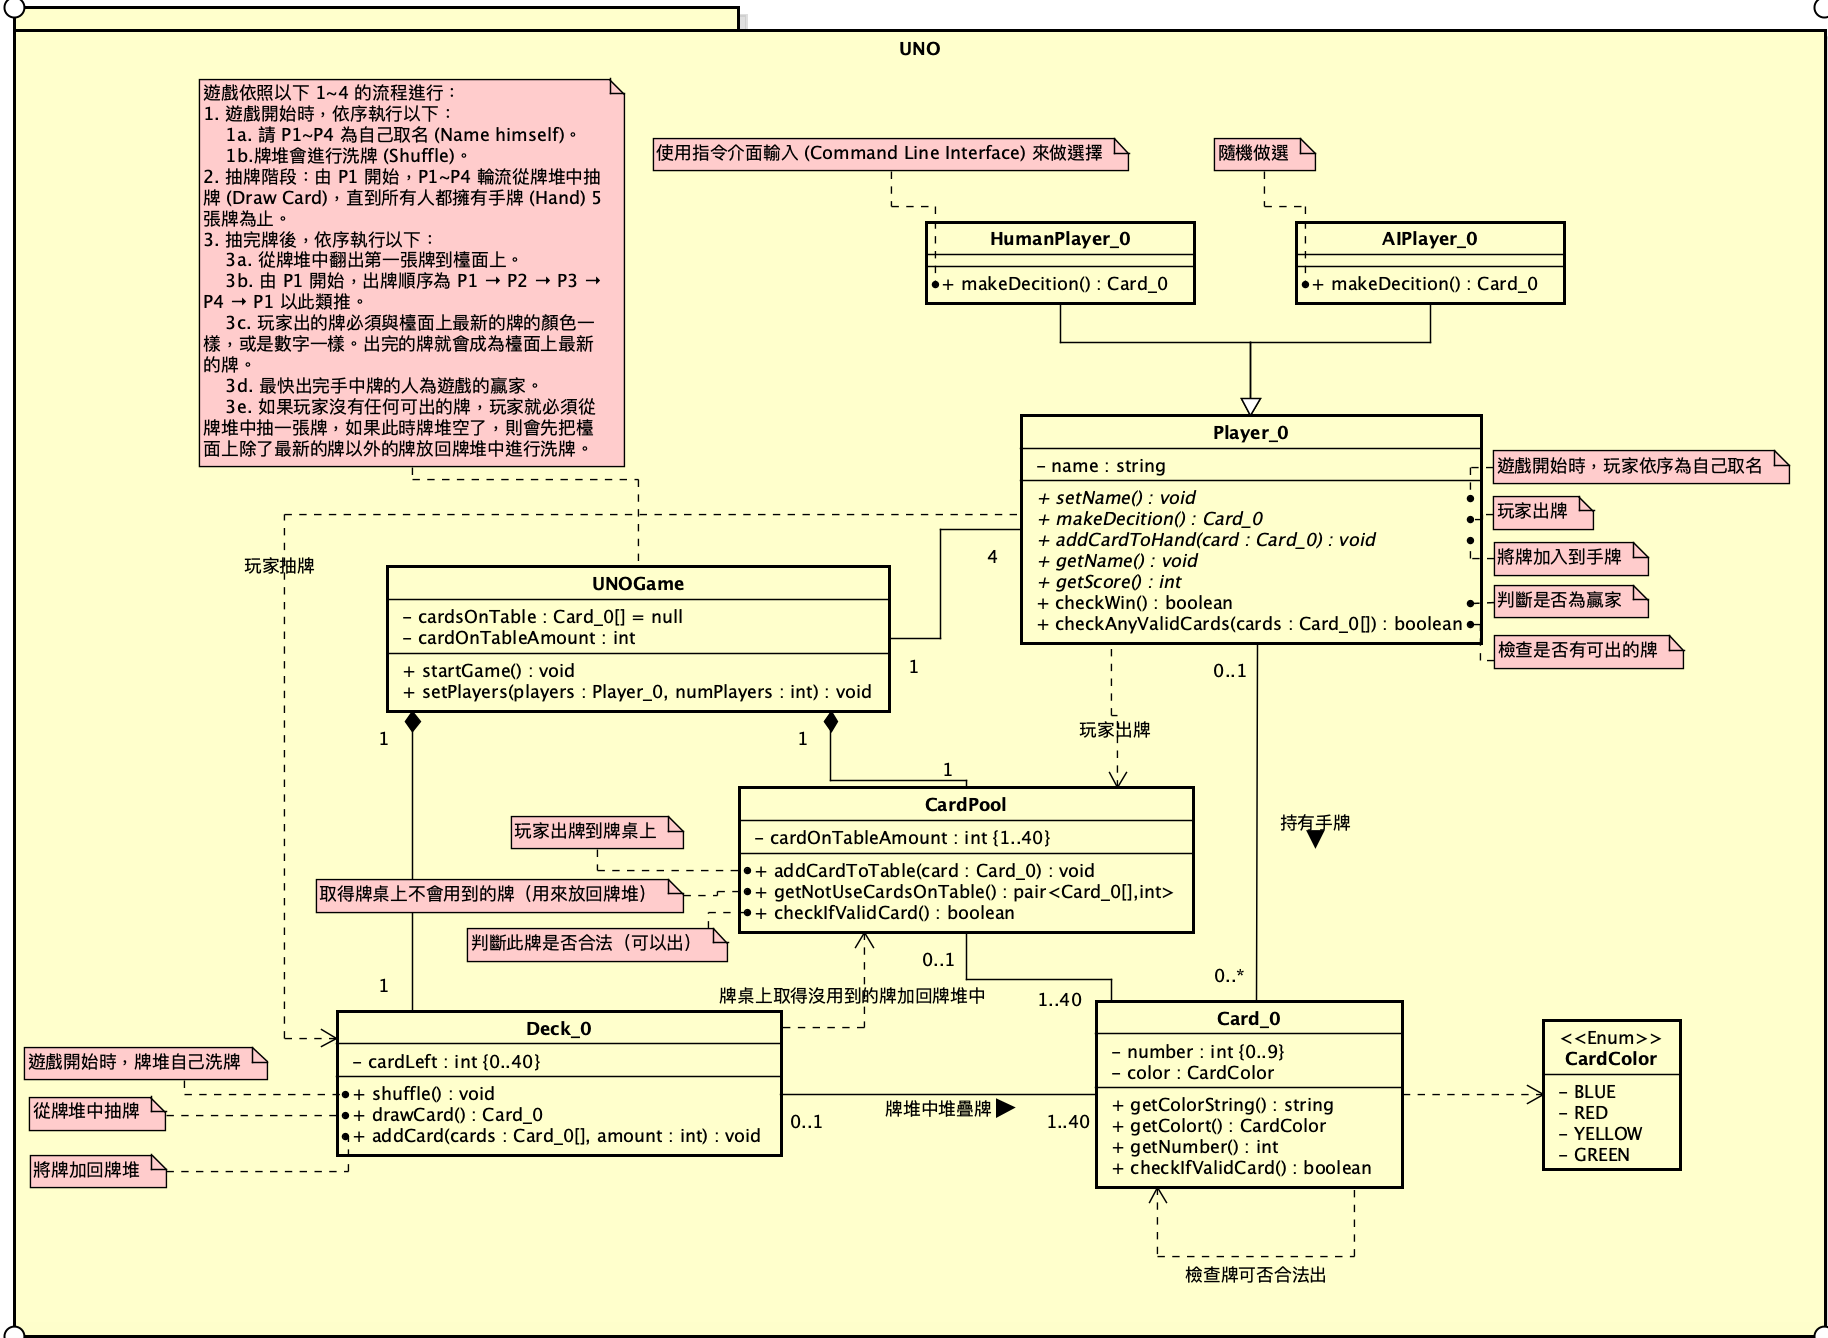 UNO
遊戲依照以下 1~4 的流程進行：
1. 遊戲開始時，依序執行以下：
1a. 請 P1~P4 為自己取名 (Name himself)。
1b.牌堆會進行洗牌 (Shuffle)。
2. 抽牌階段：由 P1 開始，P1~P4 輪流從牌堆中抽
牌 (Draw Card)，直到所有人都擁有手牌 (Hand) 5
張牌為止。
3. 抽完牌後，依序執行以下：
3a. 從牌堆中翻出第一張牌到檯面上。
3b. 由 P1 開始，出牌順序為 P1 → P2 → P3 →
P4 → P1 以此類推。
3c. 玩家出的牌必須與檯面上最新的牌的顏色一
樣，或是數字一樣。出完的牌就會成為檯面上最新
的牌。
3d. 最快出完手中牌的人為遊戲的贏家。
3e. 如果玩家沒有任何可出的牌，玩家就必須從
牌堆中抽一張牌，如果此時牌堆空了，則會先把檯
面上除了最新的牌以外的牌放回牌堆中進行洗牌。
使用指令介面輸入 (Command Line Interface) 來做選擇
隨機做選
HumanPlayer_0
+ makeDecition() : Card_0
AIPlayer_0
+ makeDecition() : Card_0
Player_0
– name : string
+ setName() : void
+ makeDecition() : Card_0
+ addCardToHand(card : Card_0) : void
+ getName() : void
+ getScore() : int
+ checkWin() : boolean
+ checkAnyValidCards(cards : Card_0[]) : boolean
遊戲開始時，玩家依序為自己取名
玩家出牌
將牌加入到手牌
判斷是否為贏家
檢查是否有可出的牌
玩家抽牌
4
1
UNOGame
– cardsOnTable : Card_0[] = null
– cardOnTableAmount : int
+ startGame() : void
+ setPlayers(players : Player_0, numPlayers : int) : void
0..1
1
1
玩家出牌
1
CardPool
– cardOnTableAmount : int {1..40}
+ addCardToTable(card : Card_0) : void
+ getNotUseCardsOnTable() : pair<Card_0[],int>
+ checkIfValidCard() : boolean
玩家出牌到牌桌上
取得牌桌上不會用到的牌（用來放回牌堆）
判斷此牌是否合法（可以出）
持有手牌
0..1
0..*
1
牌桌上取得沒用到的牌加回牌堆中
1..40
Deck_0
– cardLeft : int {0..40}
+ shuffle() : void
+ drawCard() : Card_0
+ addCard(cards : Card_0[], amount : int) : void
遊戲開始時，牌堆自己洗牌
從牌堆中抽牌
將牌加回牌堆
0..1
牌堆中堆疊牌
1..40
Card_0
– number : int {0..9}
– color : CardColor
+ getColorString() : string
+ getColort() : CardColor
+ getNumber() : int
+ checkIfValidCard() : boolean
<<Enum>>
CardColor
– BLUE
– RED
– YELLOW
– GREEN
檢查牌可否合法出